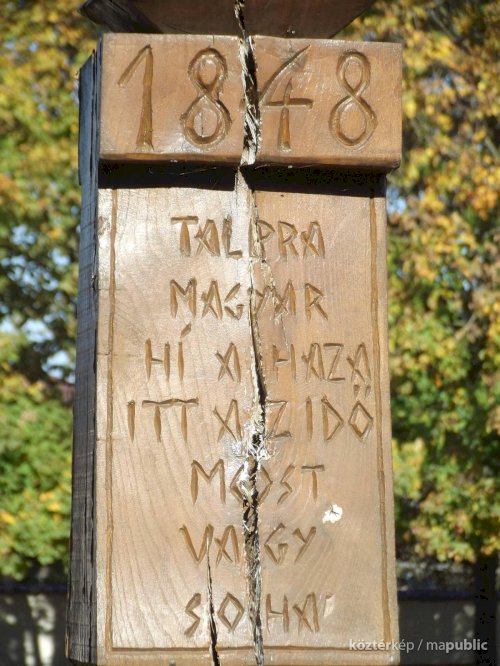 1848
TALPRA
MAGYAR
HÍ A HAZA
ITT AZ IDŐ
MOST
VAGY
SOHA
köztérkép / mapublic